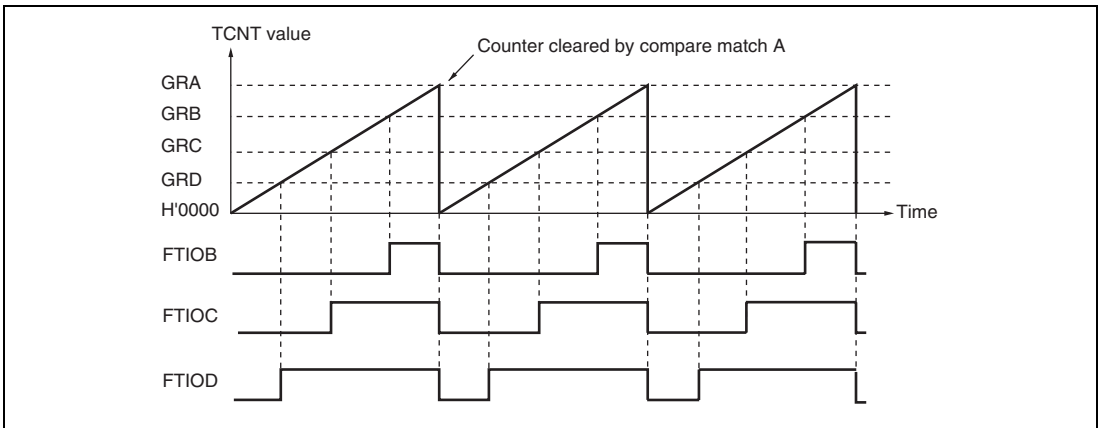 TCNT value
Counter cleared by compare match A
GRA
GRB
GRC
GRD
H'0000
Time
FTIOB
FTIOC
FTIOD